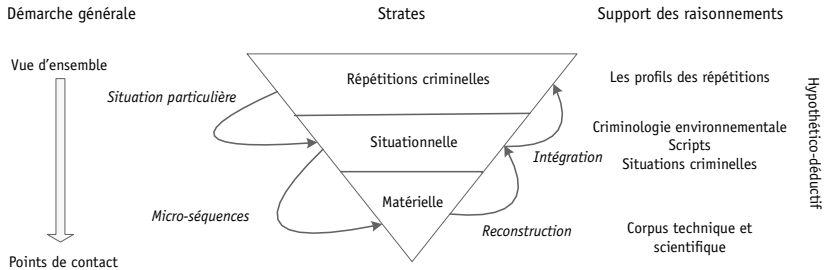 Démarche générale
Strates
Support des raisonnements
Vue d'ensemble
Répétitions criminelles
Les profils des répétitions
Situation particulière
Criminologie environnementale
Situationnelle
Scripts
Intégration
Situations criminelles
Hypothético-déductif
Matérielle
Micro-séquences
Reconstruction
Corpus technique et
scientifique
Points de contact